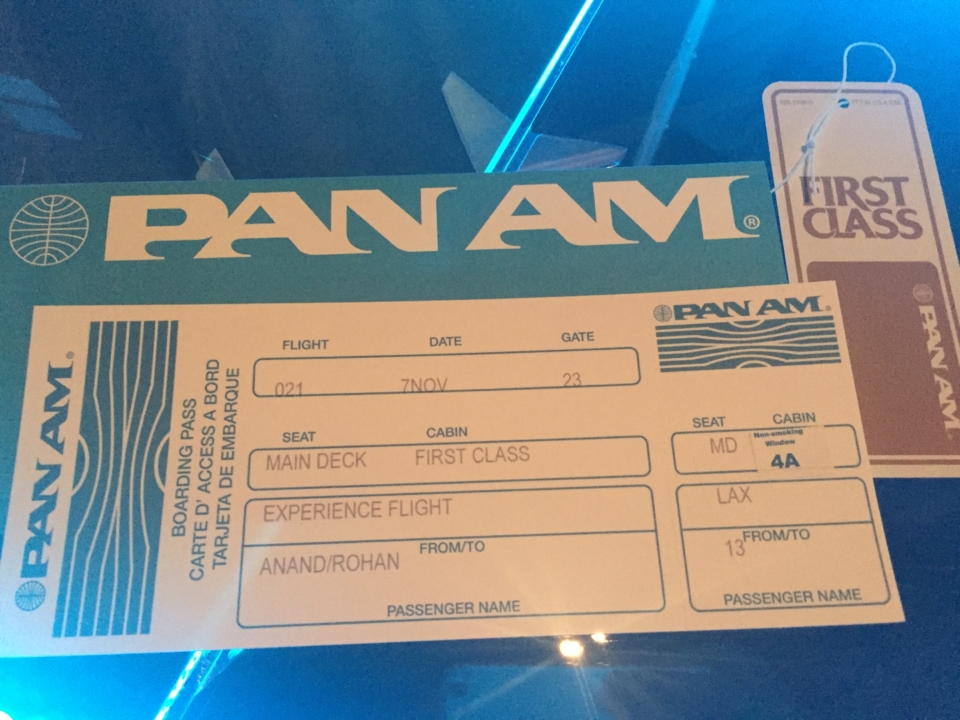 PAN AM®
FIRST
CLASS
PAN AM
PAN AM®
BOARDING PASS
CARTE D' ACCESS A BORD
TARJETA DE EMBARQUE
FLIGHT DATE GATE
021 7NOV 23
SEAT CABIN
MAIN DECK FIRST CLASS
EXPERIENCE FLIGHT
FROM/TO
ANAND/ROHAN
PASSENGER NAME
PAN AM®
SEAT CABIN
MD Non-smoking
Window
4A
LAX
FROM/TO
13
PASSENGER NAME